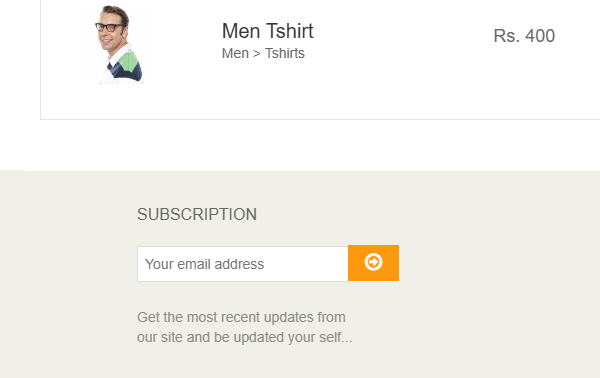 Men Tshirt
Rs. 400
Men > Tshirts
SUBSCRIPTION
Your email address
Get the most recent updates from
our site and be updated your self...